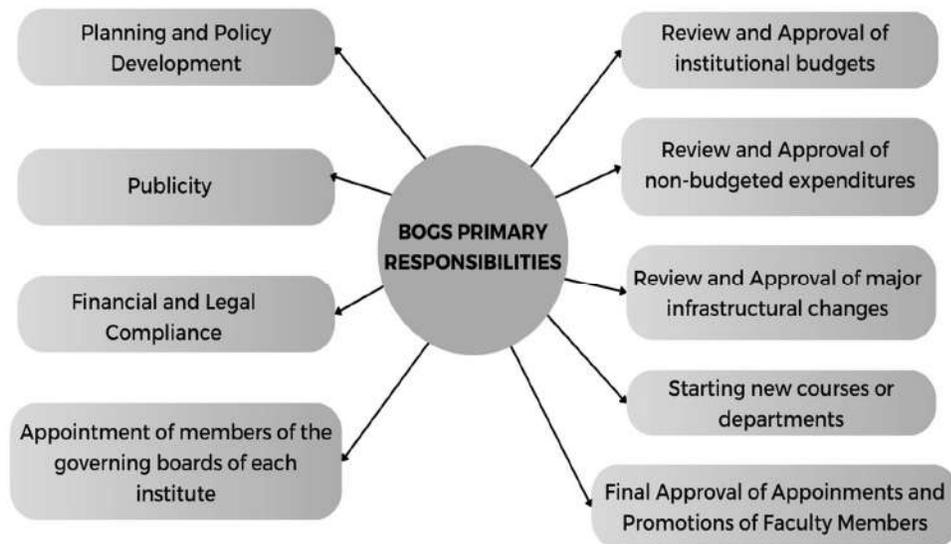 Planning and Policy
Development
Publicity
Financial and Legal
Compliance
Appointment of members of the
governing boards of each
institute
BOGS PRIMARY
RESPONSIBILITIES
Review and Approval of
institutional budgets
Review and Approval of
non-budgeted expenditures
Review and Approval of major
infrastructural changes
Starting new courses or
departments
Final Approval of Appoinments and
Promotions of Faculty Members